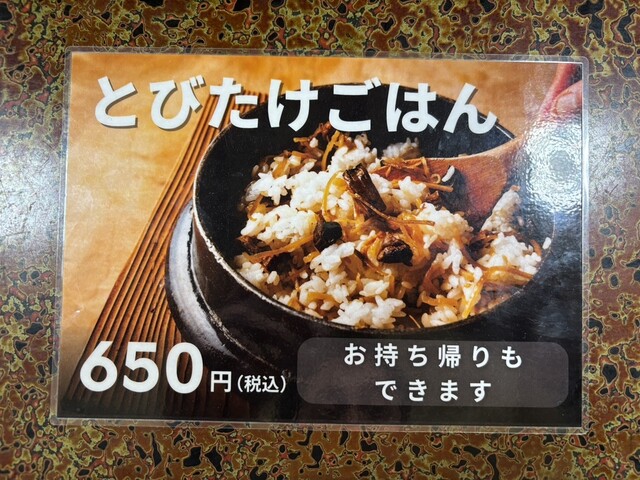 とびたけごはん
650円(税込)
お持ち帰りも
できます